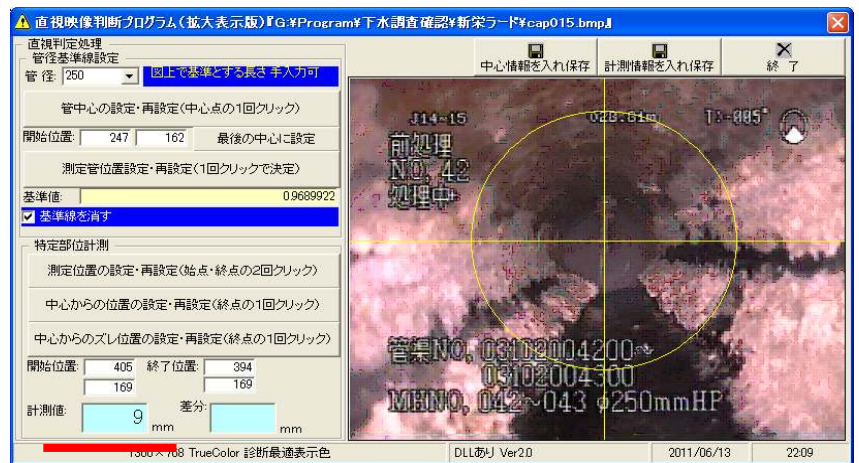 直視映像判断プログラム(拡大表示版)『G:¥Program¥下水調査確認¥新栄ラード¥cap015.bmp』
直視判定処理
管径基準線設定
管 径: 250
図上で基準とする長さ 手入力可
管中心の設定・再設定(中心点の1回クリック)
開始位置: 247 162 最後の中心に設定
測定管位置設定・再設定(1回クリックで決定)
基準値: 0.9689922
基準線を消す
特定部位計測
測定位置の設定・再設定(始点・終点の2回クリック)
中心からの位置の設定・再設定(終点の1回クリック)
中心からのズレ位置の設定・再設定(終点の1回クリック)
開始位置: 405 終了位置: 394
169 169
計測値: 9 mm 差分: mm
中心情報を入れ保存 計測情報を入れ保存 終 了
J14-15 028.61m
前処理
NO, 42
処理中
管渠NO, 03102004200~
03102004300
MHNO, 042~043 φ250mmHP
TrueColor 診断最適表示色 DLLあり Ver2.0 2011/06/13 22:09